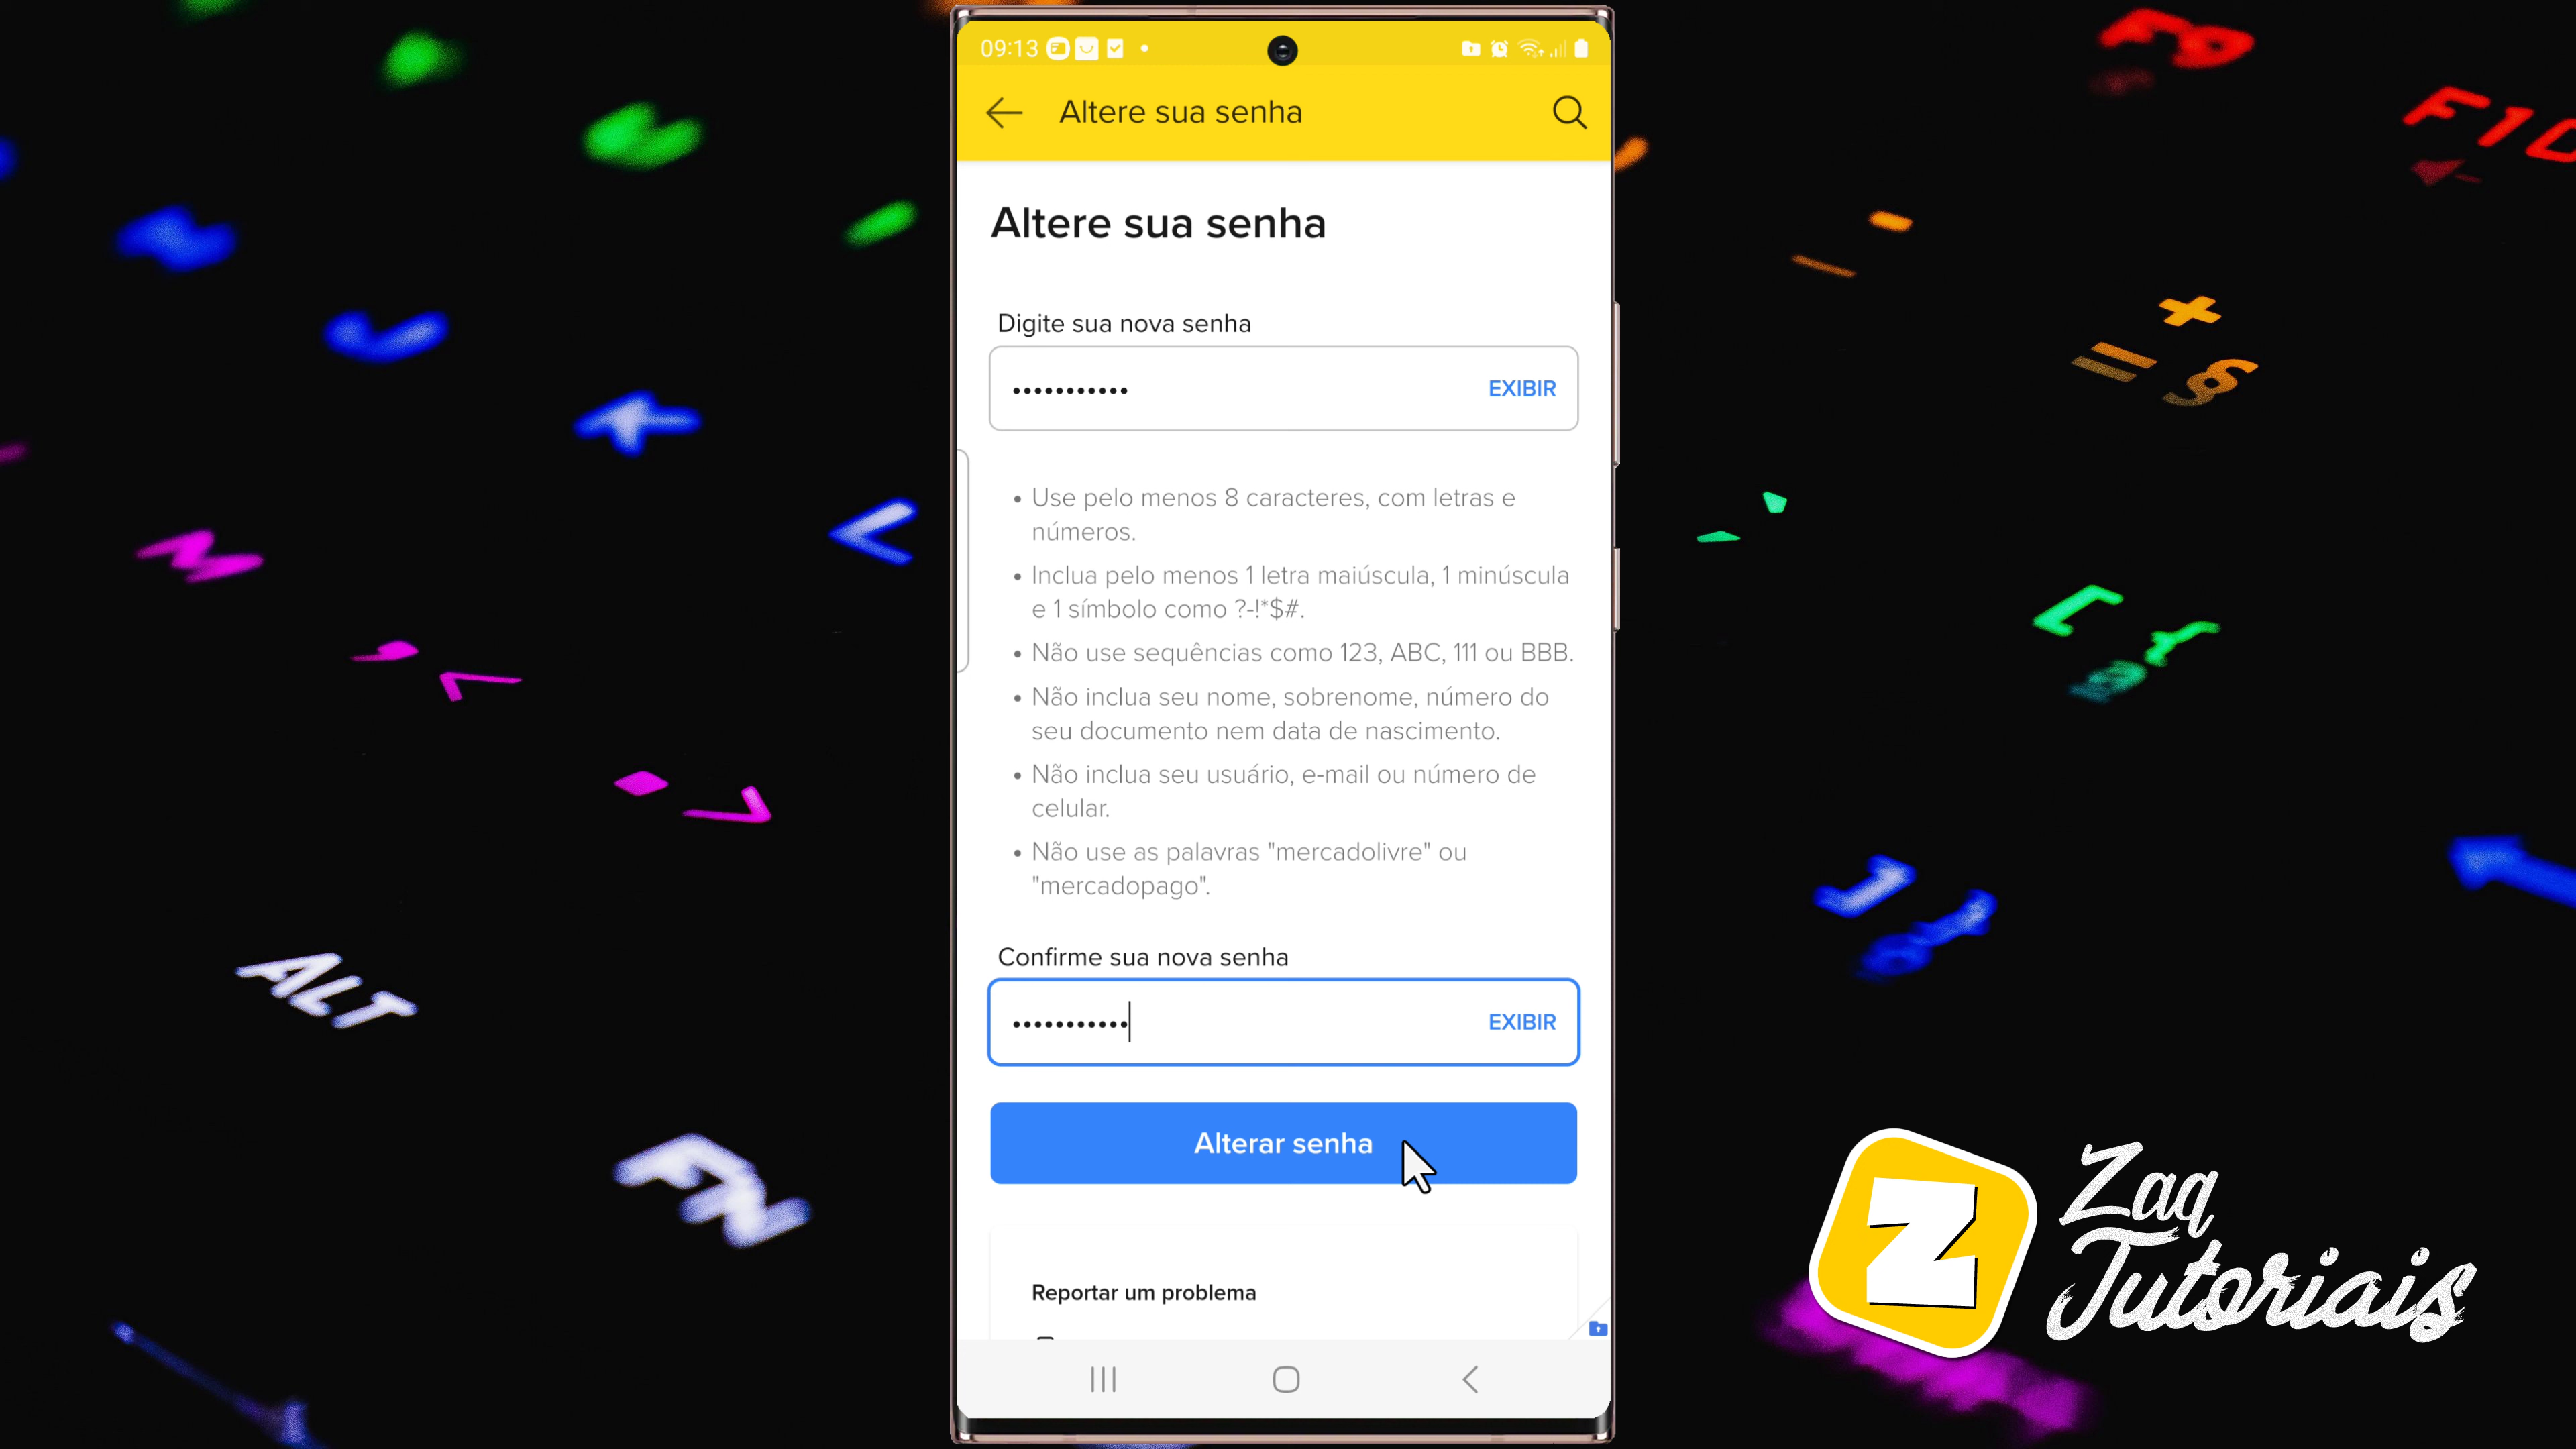 09:13
Altere sua senha
Altere sua senha
Digite sua nova senha
•••••••••••
EXIBIR
• Use pelo menos 8 caracteres, com letras e
números.
• Inclua pelo menos 1 letra maiúscula, 1 minúscula
e 1 símbolo como ?-!*$#.
• Não use sequências como 123, ABC, 111 ou BBB.
• Não inclua seu nome, sobrenome, número do
seu documento nem data de nascimento.
• Não inclua seu usuário, e-mail ou número de
celular.
• Não use as palavras "mercadolivre" ou
"mercadopago".
Confirme sua nova senha
•••••••••••
EXIBIR
Alterar senha
Reportar um problema
Z
Zaq
Tutoriais
F9
F10
+
= §
K
L
M
<
>
[
ALT
FN